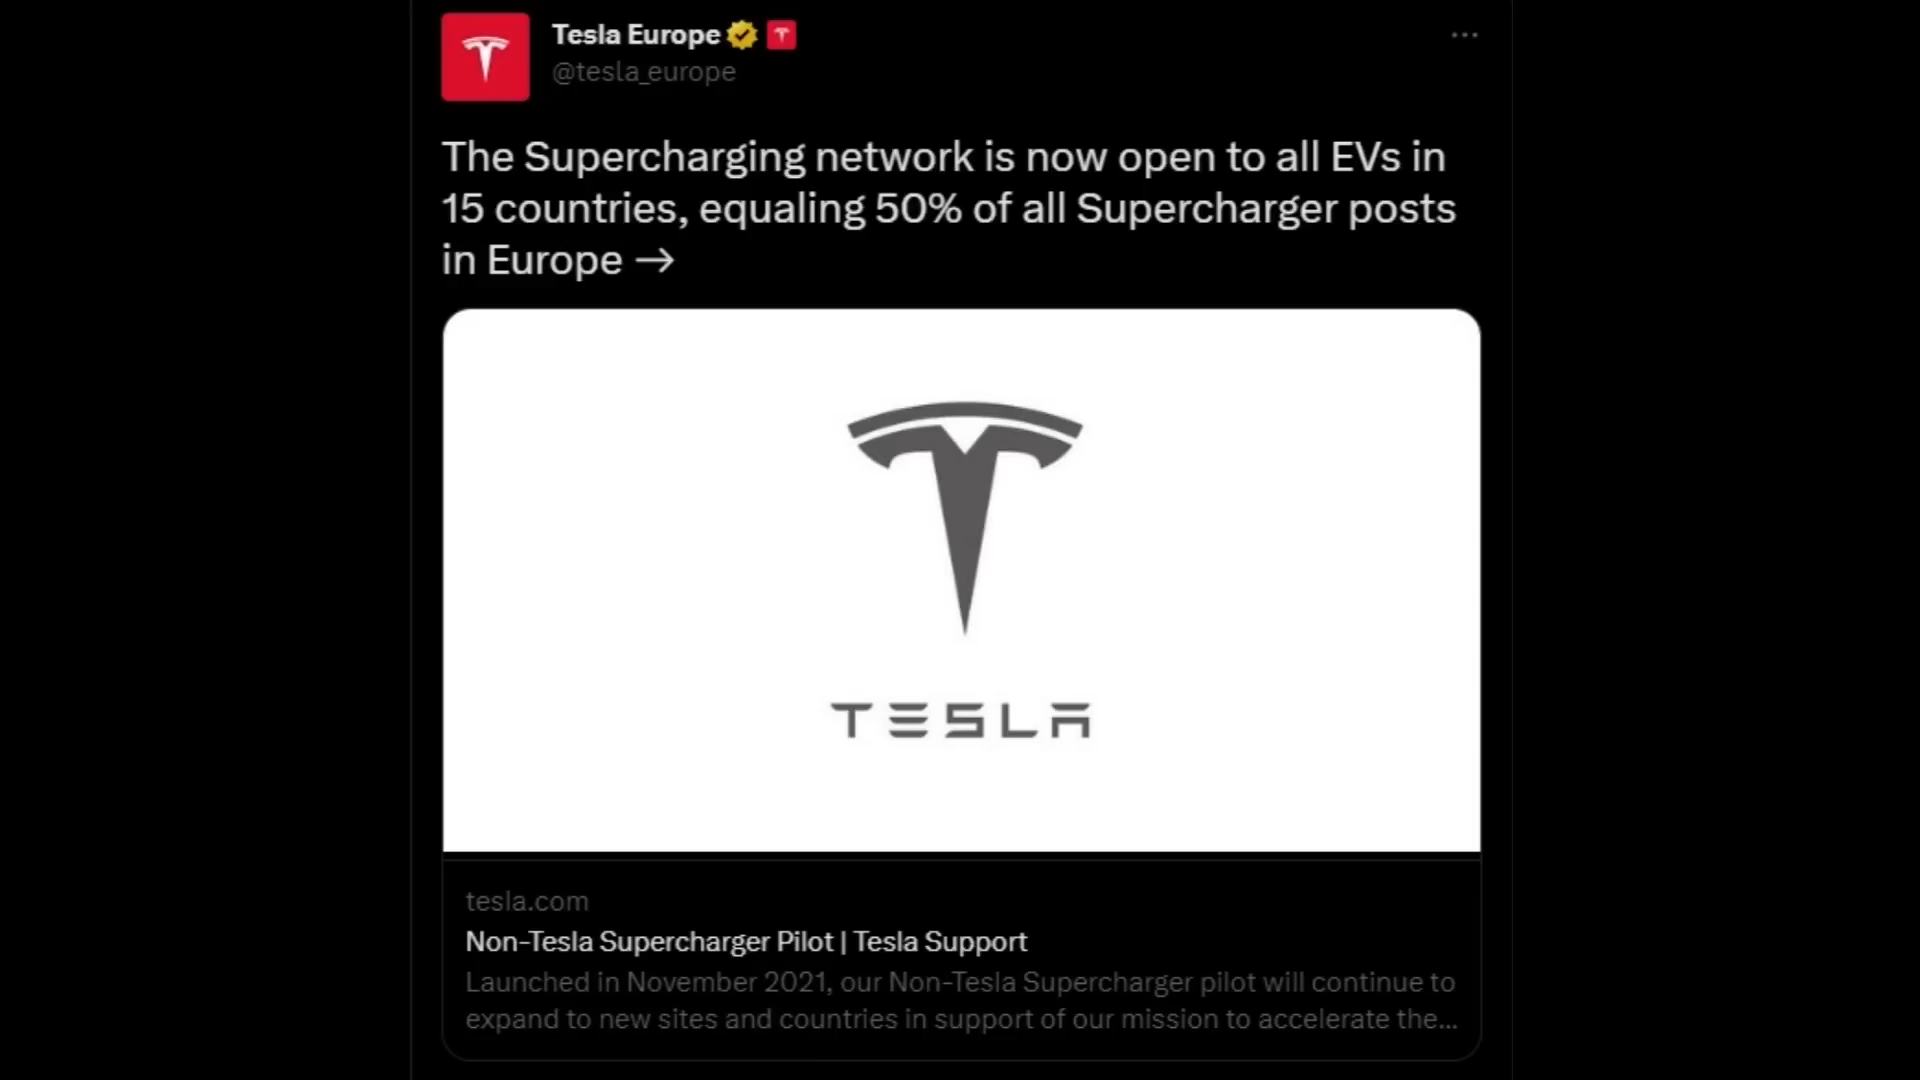 Tesla Europe
@tesla_europe
The Supercharging network is now open to all EVs in
15 countries, equaling 50% of all Supercharger posts
in Europe →
TESLA
tesla.com
Non-Tesla Supercharger Pilot | Tesla Support
Launched in November 2021, our Non-Tesla Supercharger pilot will continue to
expand to new sites and countries in support of our mission to accelerate the...